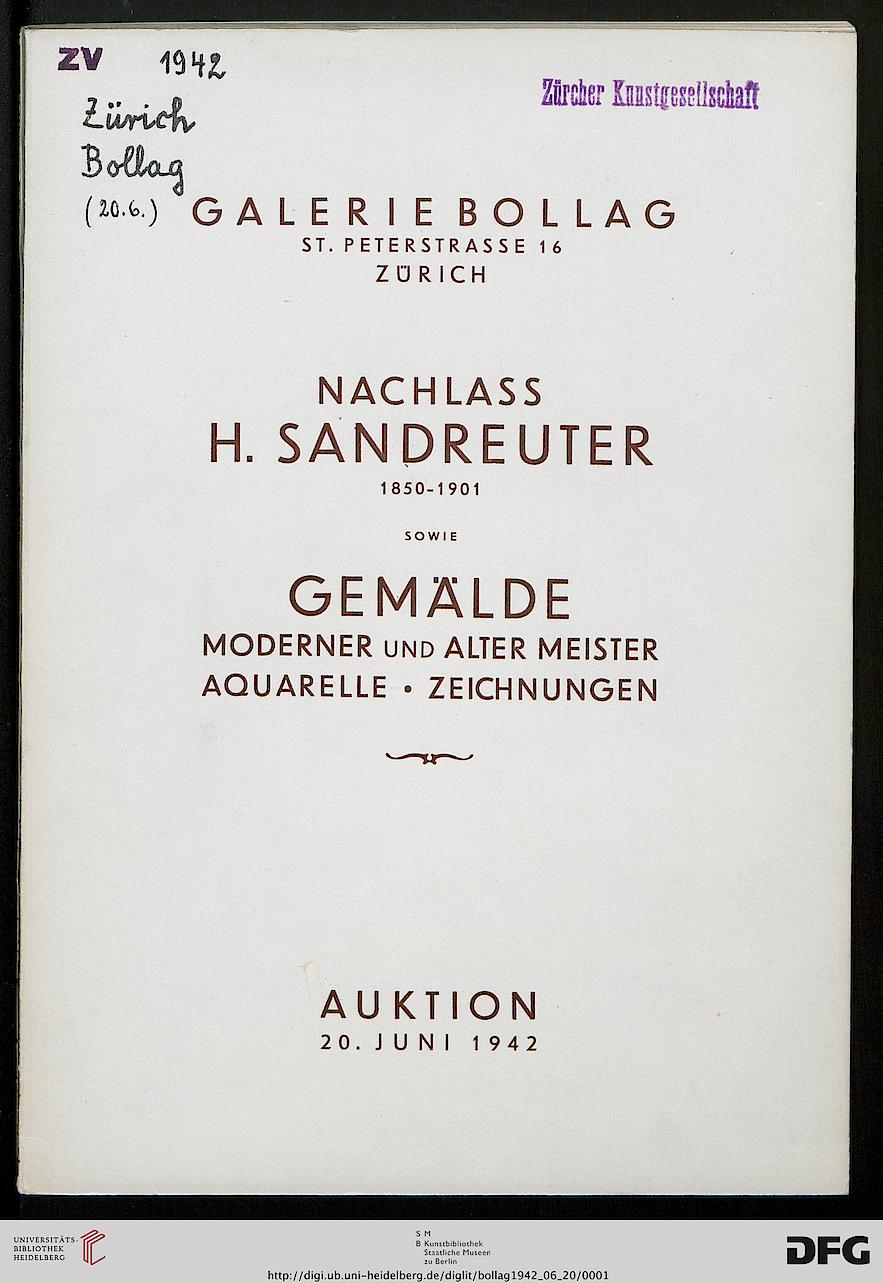 ZV 1942
Zürcher Kunstgesellschaft
Zürich
Bollag
(20.6.)
GALERIE BOLLAG
ST. PETERSTRASSE 16
ZÜRICH
NACHLASS
H. SANDREUTER
1850-1901
SOWIE
GEMÄLDE
MODERNER UND ALTER MEISTER
AQUARELLE • ZEICHNUNGEN
AUKTION
20. JUNI 1942
UNIVERSITÄTS-
BIBLIOTHEK
HEIDELBERG
S M
B Kunstbibliothek
Staatliche Museen
zu Berlin
DFG
http://digi.ub.uni-heidelberg.de/diglit/bollag1942_06_20/0001